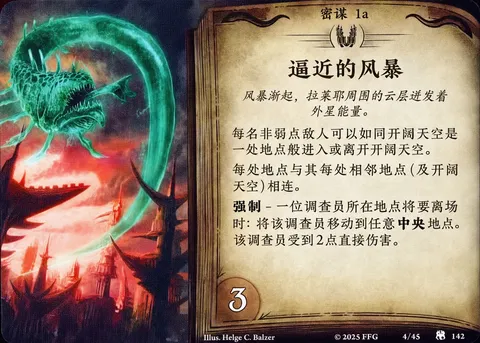 密谋 1a
逼近的风暴
风暴渐起，拉莱耶周围的云层迸发着
外星能量。
每名非弱点敌人可以如同开阔天空是
一处地点般进入或离开开阔天空。
每处地点与其每处相邻地点（及开阔
天空）相连。
强制 - 一位调查员所在地点将要离场
时：将该调查员移动到任意中央地点。
该调查员受到2点直接伤害。
3
Illus. Helge C. Balzer
© 2025 FFG
4/45
142